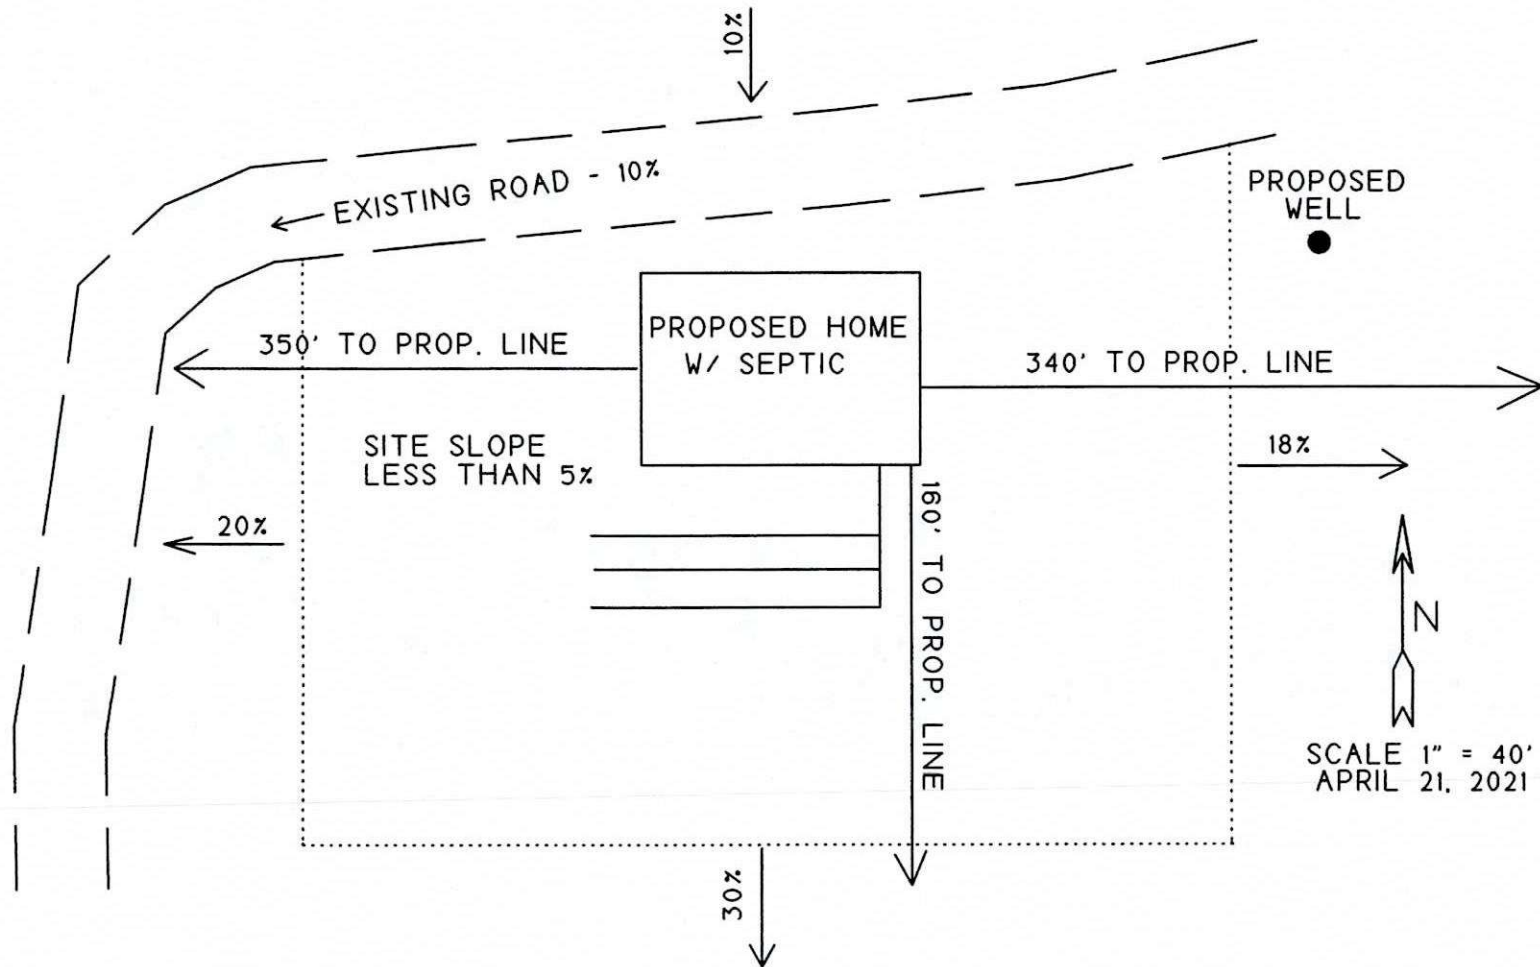 10%
EXISTING ROAD - 10%
PROPOSED
WELL
PROPOSED HOME
W/ SEPTIC
350' TO PROP. LINE
340' TO PROP. LINE
SITE SLOPE
LESS THAN 5%
18%
20%
160' TO PROP. LINE
N
SCALE 1" = 40'
APRIL 21, 2021
30%